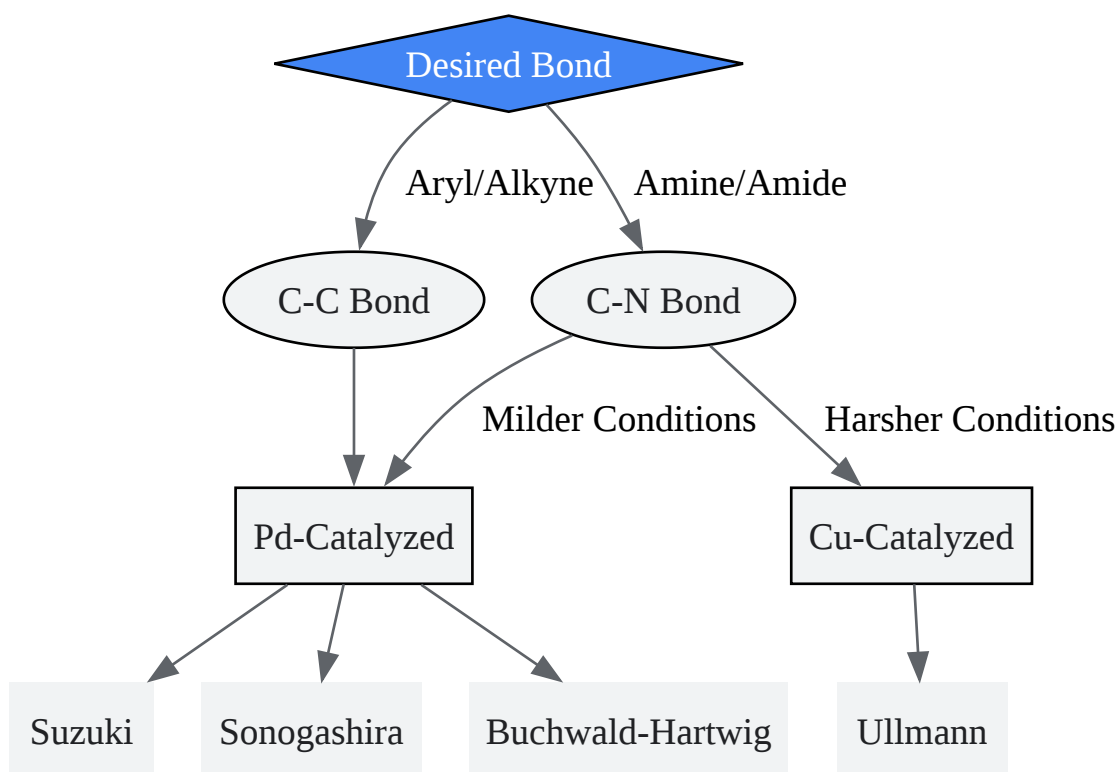 Desired Bond
Aryl/Alkyne
Amine/Amide
C-C Bond
C-N Bond
Milder Conditions
Harsher Conditions
Pd-Catalyzed
Cu-Catalyzed
Suzuki
Sonogashira
Buchwald-Hartwig
Ullmann